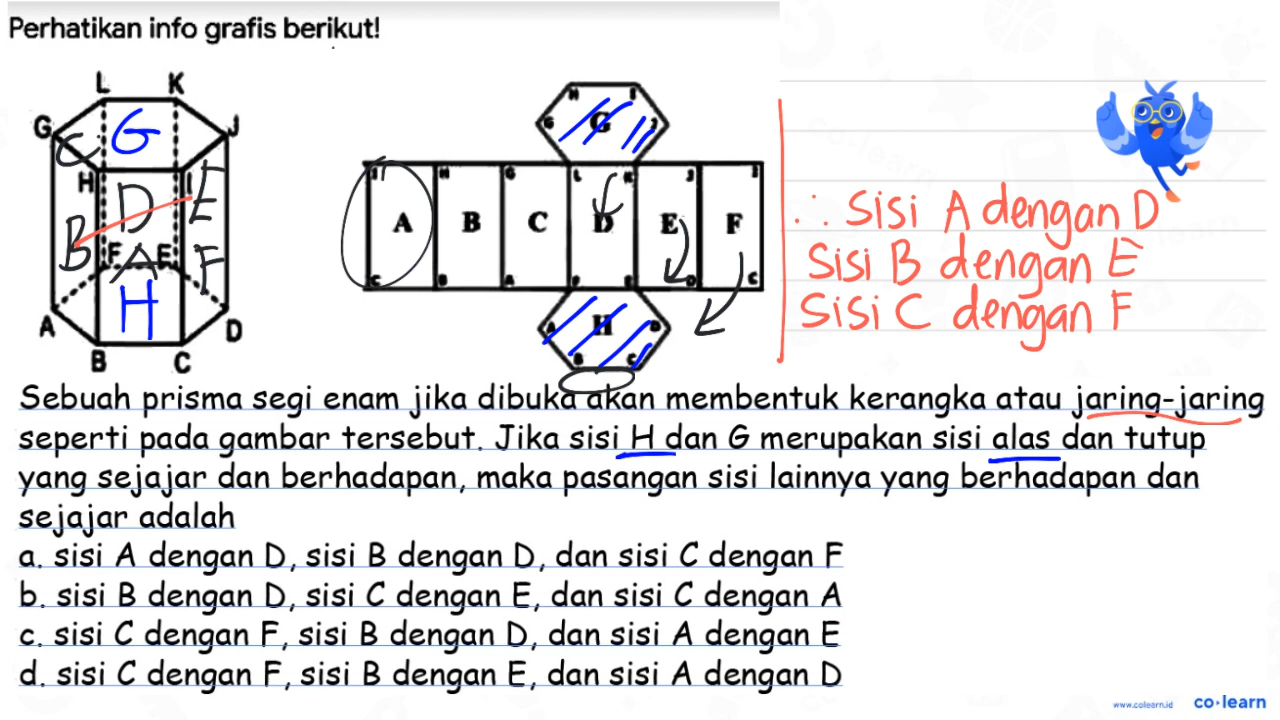 Perhatikan info grafis berikut!
L K
G J
H I
F E
A D
B C
G
C
D E
B A F
H
H I
G G J
I H G L K J I
A B C D E F
C B A F E D C
A H D
B C
∴ Sisi A dengan D
Sisi B dengan E
Sisi C dengan F
Sebuah prisma segi enam jika dibuka akan membentuk kerangka atau jaring-jaring
seperti pada gambar tersebut. Jika sisi H dan G merupakan sisi alas dan tutup
yang sejajar dan berhadapan, maka pasangan sisi lainnya yang berhadapan dan
sejajar adalah
a. sisi A dengan D, sisi B dengan D, dan sisi C dengan F
b. sisi B dengan D, sisi C dengan E, dan sisi C dengan A
c. sisi C dengan F, sisi B dengan D, dan sisi A dengan E
d. sisi C dengan F, sisi B dengan E, dan sisi A dengan D
www.colearn.id co•learn